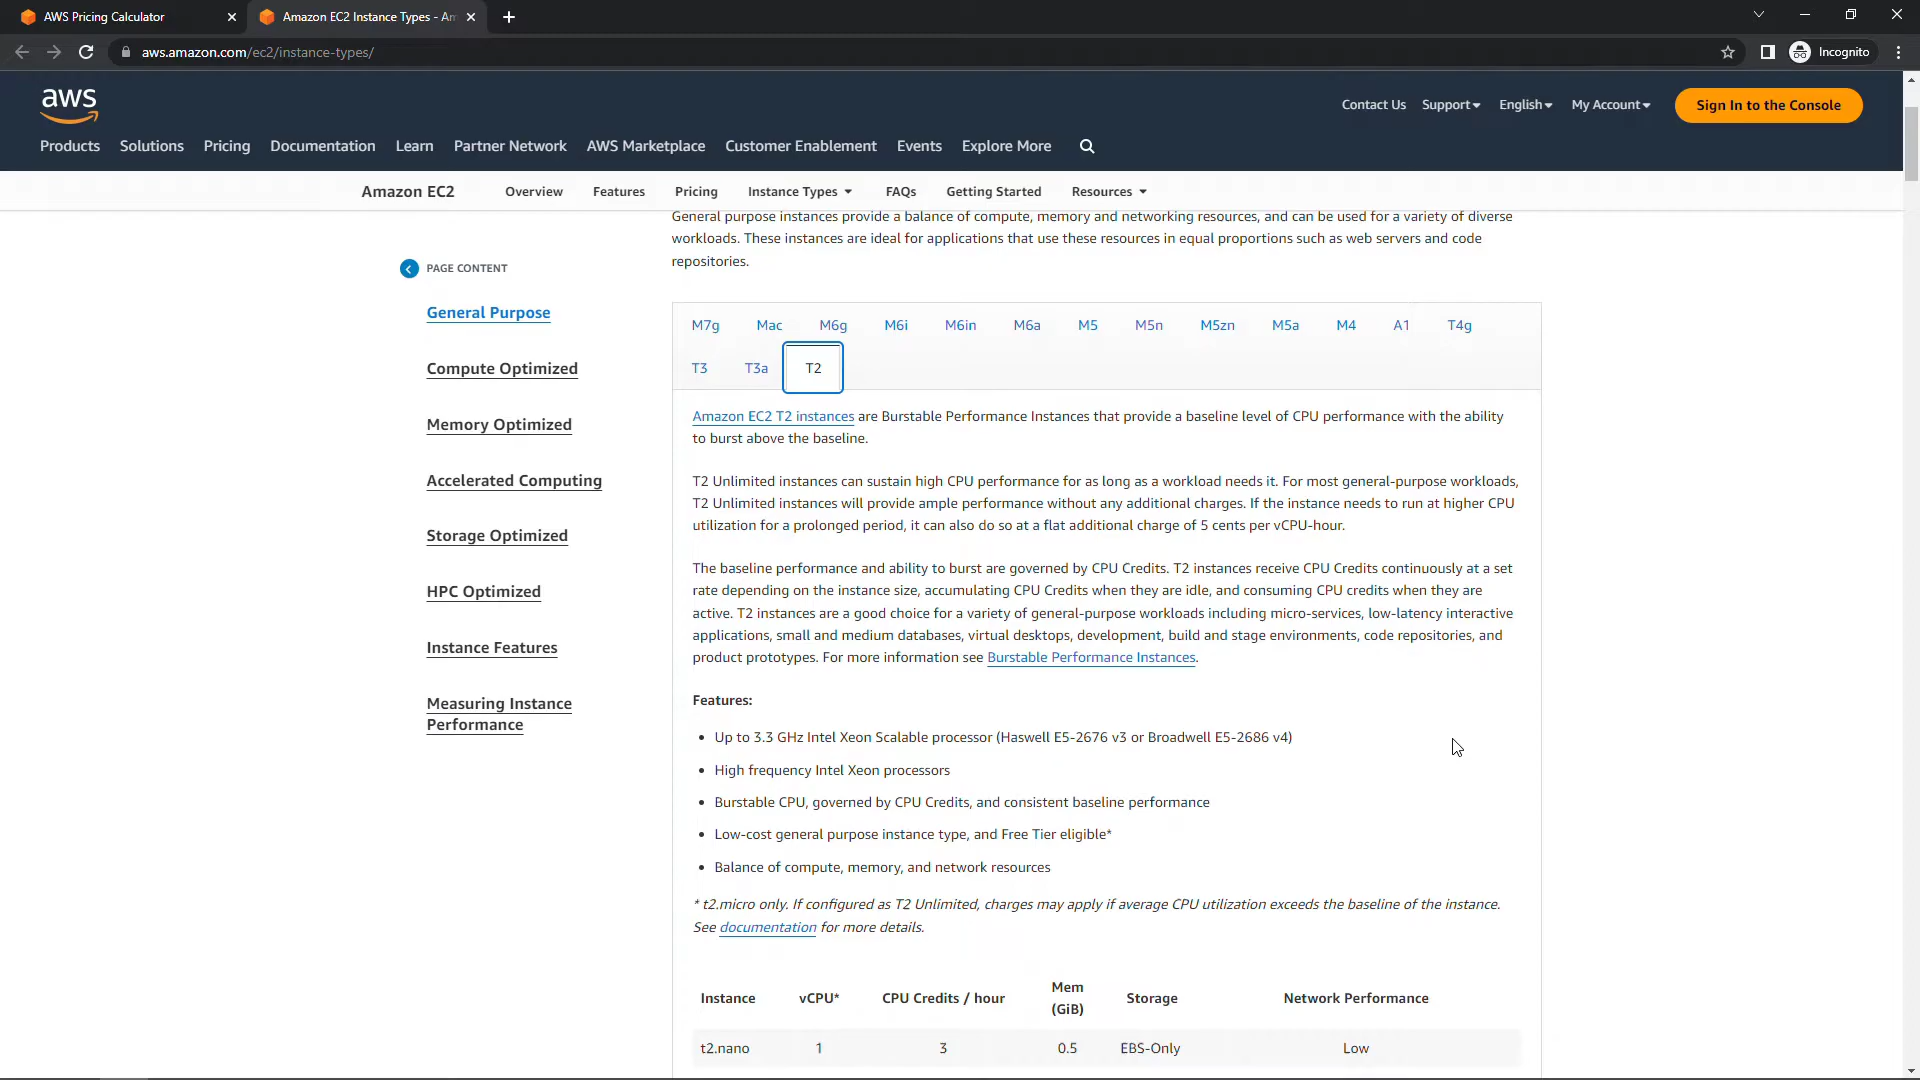 AWS Pricing Calculator
Amazon EC2 Instance Types - Am
aws.amazon.com/ec2/instance-types/
Incognito
aws
Contact Us Support English My Account Sign In to the Console
Products Solutions Pricing Documentation Learn Partner Network AWS Marketplace Customer Enablement Events Explore More
Amazon EC2 Overview Features Pricing Instance Types FAQs Getting Started Resources
General purpose instances provide a balance of compute, memory and networking resources, and can be used for a variety of diverse
workloads. These instances are ideal for applications that use these resources in equal proportions such as web servers and code
repositories.
PAGE CONTENT
General Purpose
Compute Optimized
Memory Optimized
Accelerated Computing
Storage Optimized
HPC Optimized
Instance Features
Measuring Instance
Performance
M7g Mac M6g M6i M6in M6a M5 M5n M5zn M5a M4 A1 T4g
T3 T3a T2
Amazon EC2 T2 instances are Burstable Performance Instances that provide a baseline level of CPU performance with the ability
to burst above the baseline.
T2 Unlimited instances can sustain high CPU performance for as long as a workload needs it. For most general-purpose workloads,
T2 Unlimited instances will provide ample performance without any additional charges. If the instance needs to run at higher CPU
utilization for a prolonged period, it can also do so at a flat additional charge of 5 cents per vCPU-hour.
The baseline performance and ability to burst are governed by CPU Credits. T2 instances receive CPU Credits continuously at a set
rate depending on the instance size, accumulating CPU Credits when they are idle, and consuming CPU credits when they are
active. T2 instances are a good choice for a variety of general-purpose workloads including micro-services, low-latency interactive
applications, small and medium databases, virtual desktops, development, build and stage environments, code repositories, and
product prototypes. For more information see Burstable Performance Instances.
Features:
• Up to 3.3 GHz Intel Xeon Scalable processor (Haswell E5-2676 v3 or Broadwell E5-2686 v4)
• High frequency Intel Xeon processors
• Burstable CPU, governed by CPU Credits, and consistent baseline performance
• Low-cost general purpose instance type, and Free Tier eligible*
• Balance of compute, memory, and network resources
* t2.micro only. If configured as T2 Unlimited, charges may apply if average CPU utilization exceeds the baseline of the instance.
See documentation for more details.
Instance vCPU* CPU Credits / hour Mem (GiB) Storage Network Performance
t2.nano 1 3 0.5 EBS-Only Low